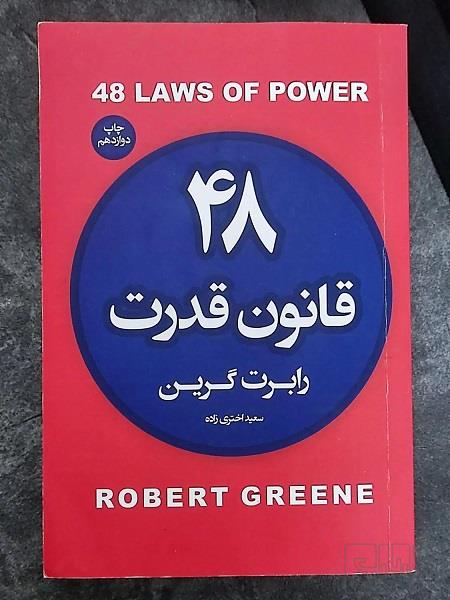 48 LAWS OF POWER
چاپ
دوازدهم
۴۸
قانون قدرت
رابرت گرین
سعید اختری زاده
ROBERT GREENE